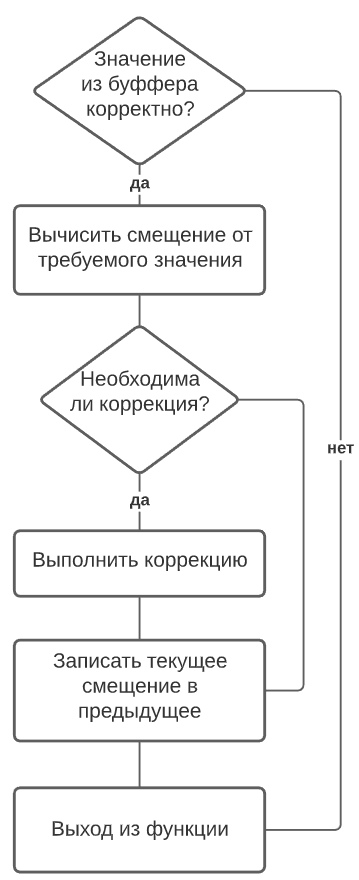 Значение
из буффера
корректно?
да
Вычисить смещение от
требуемого значения
Необходима
ли коррекция?
нет
да
Выполнить коррекцию
Записать текущее
смещение в
предыдущее
Выход из функции